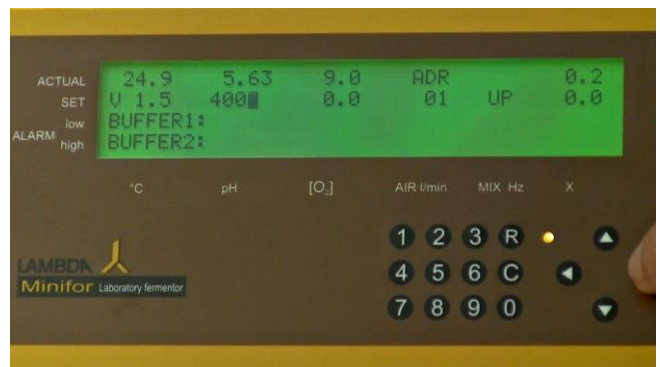 ACTUAL 24.9 5.63 9.0 ADR 0.2
SET V 1.5 400 0.0 01 UP 0.0
ALARM low BUFFER1:
high BUFFER2:
°C pH [O₂] AIR l/min MIX Hz X
1 2 3 R
LAMBDA 4 5 6 C
Minifor Laboratory fermentor
7 8 9 0